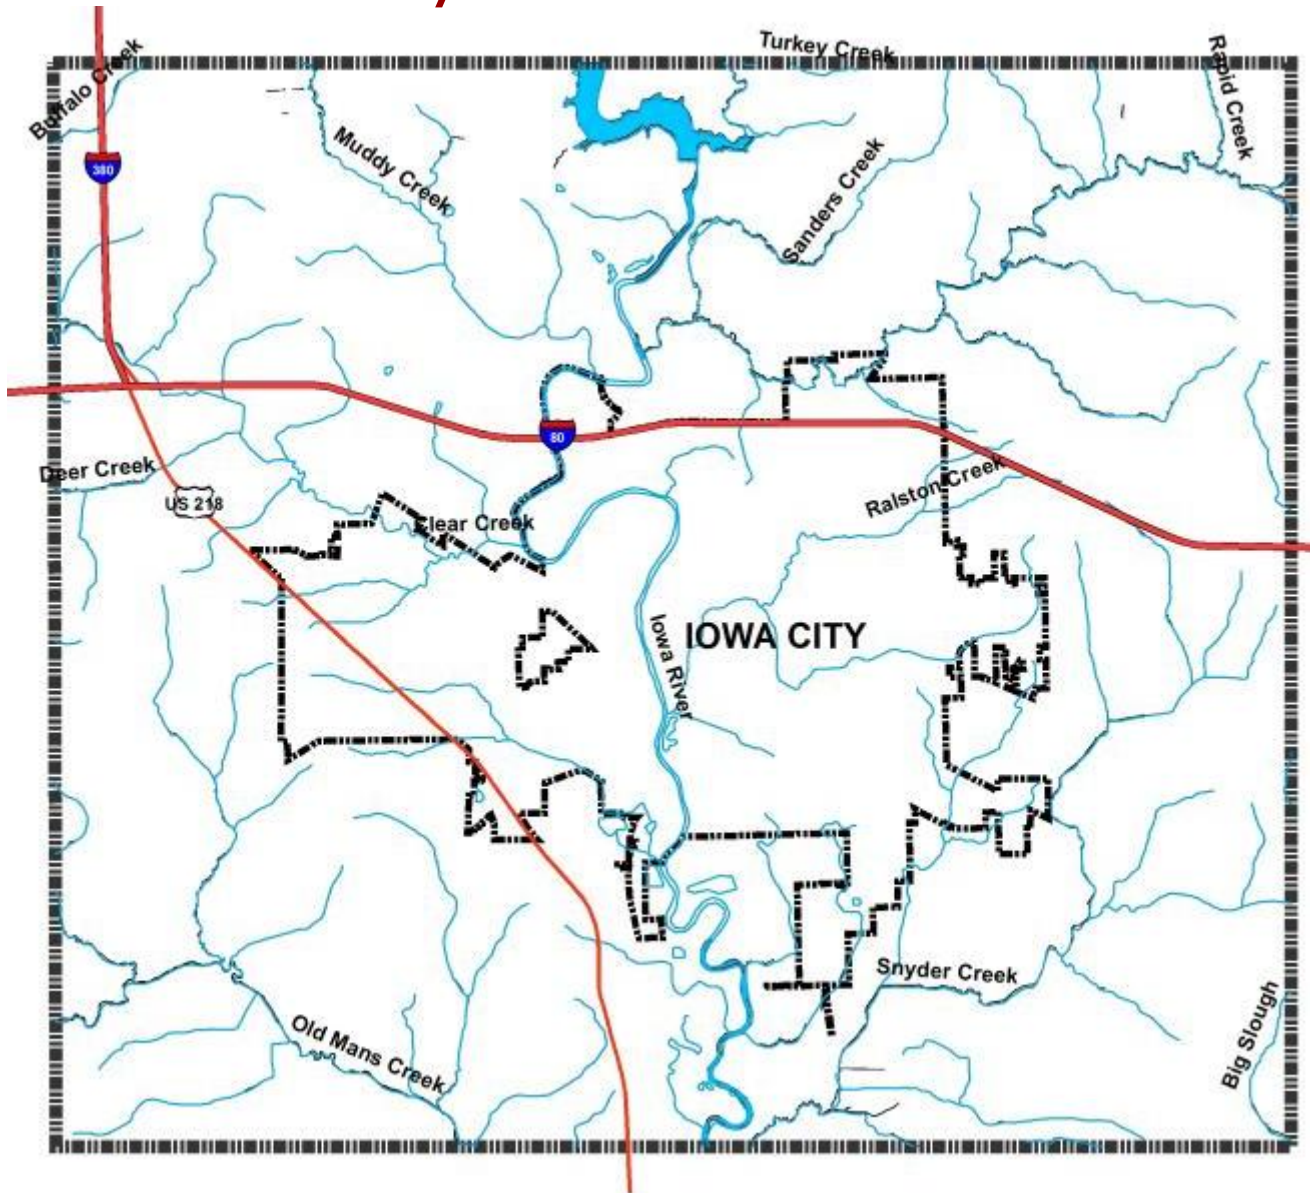 Turkey Creek
Buffalo Creek
Rapid Creek
380
Muddy Creek
Sanders Creek
80
Deer Creek
US 218
Clear Creek
Ralston Creek
Iowa River
IOWA CITY
Snyder Creek
Old Mans Creek
Big Slough